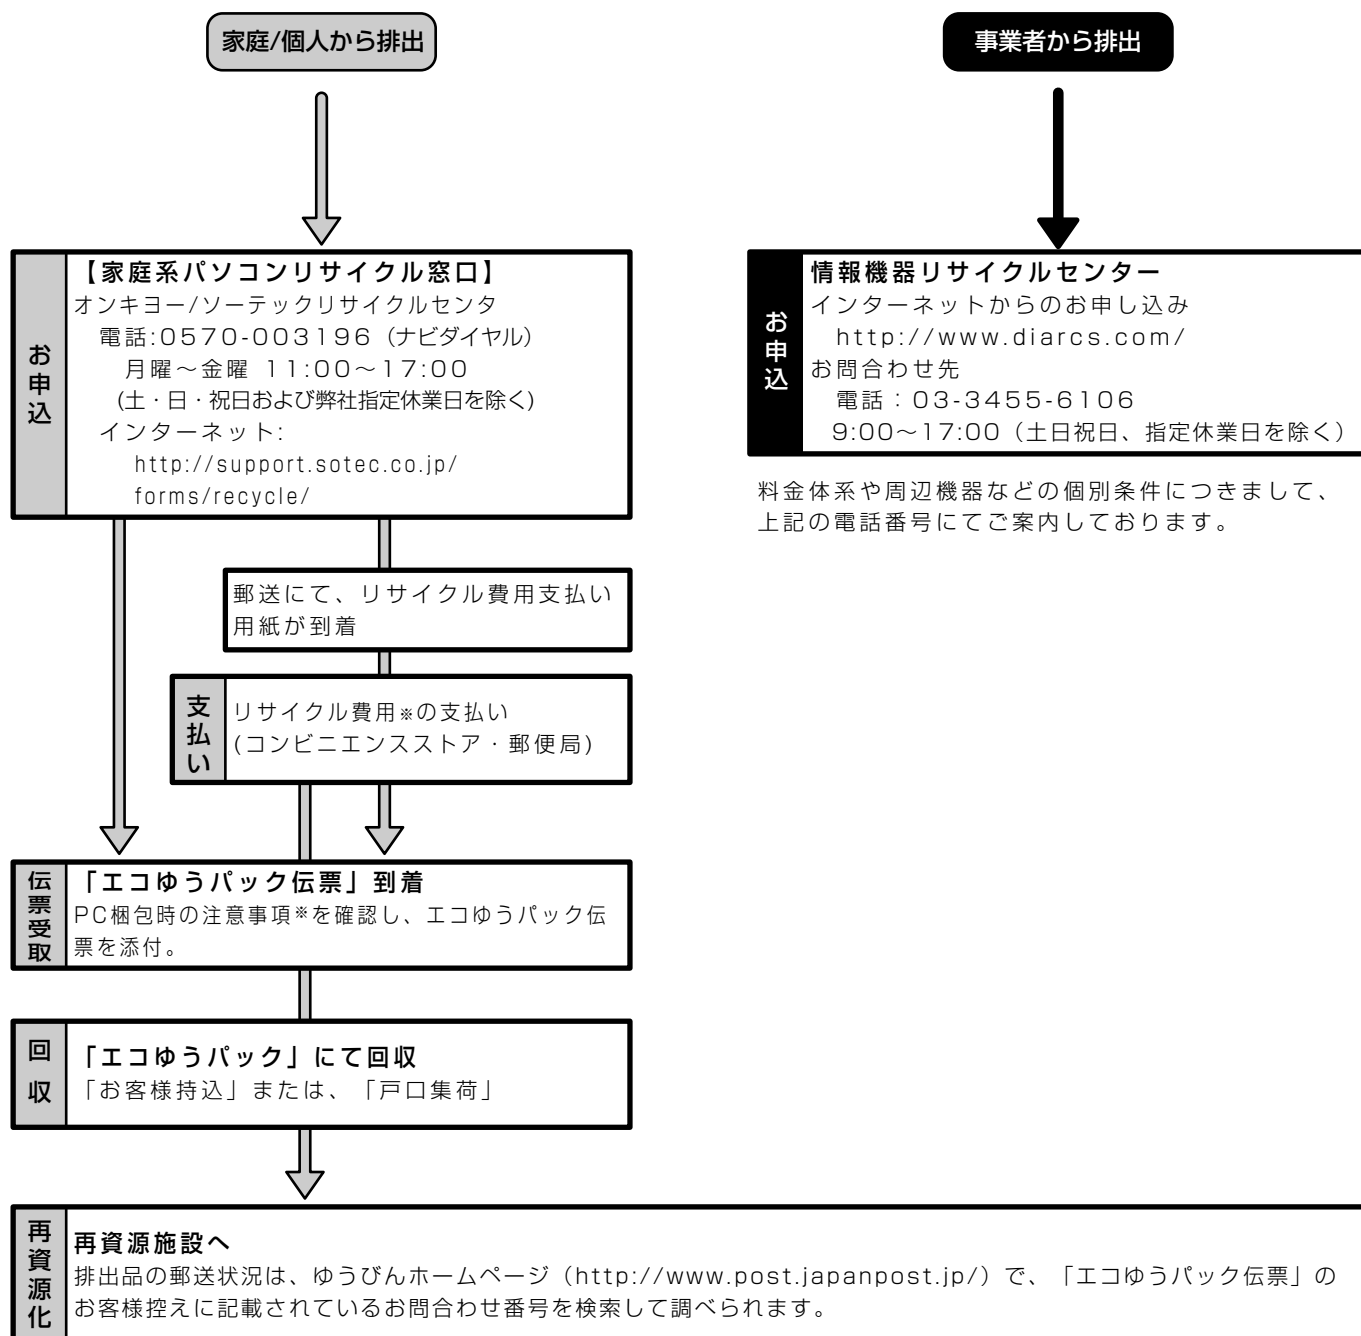 家庭/個人から排出
事業者から排出
お申込
【家庭系パソコンリサイクル窓口】
オンキヨー/ソーテックリサイクルセンタ
電話:0570-003196（ナビダイヤル）
月曜～金曜 11:00～17:00
(土・日・祝日および弊社指定休業日を除く)
インターネット:
http://support.sotec.co.jp/
forms/recycle/
お申込
情報機器リサイクルセンター
インターネットからのお申し込み
http://www.diarcs.com/
お問合わせ先
電話：03-3455-6106
9:00～17:00（土日祝日、指定休業日を除く）
料金体系や周辺機器などの個別条件につきまして、
上記の電話番号にてご案内しております。
郵送にて、リサイクル費用支払い
用紙が到着
支払い
リサイクル費用※の支払い
(コンビニエンスストア・郵便局)
伝票受取
「エコゆうパック伝票」到着
PC梱包時の注意事項※を確認し、エコゆうパック伝
票を添付。
回収
「エコゆうパック」にて回収
「お客様持込」または、「戸口集荷」
再資源化
再資源施設へ
排出品の郵送状況は、ゆうびんホームページ（http://www.post.japanpost.jp/）で、「エコゆうパック伝票」の
お客様控えに記載されているお問合わせ番号を検索して調べられます。